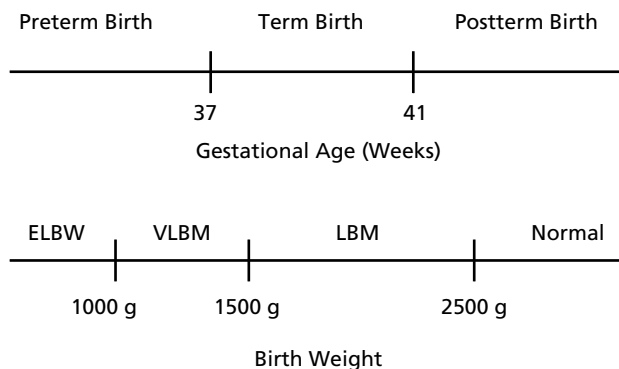 Preterm Birth Term Birth Postterm Birth
37 41
Gestational Age (Weeks)
ELBW VLBM LBM Normal
1000 g 1500 g 2500 g
Birth Weight